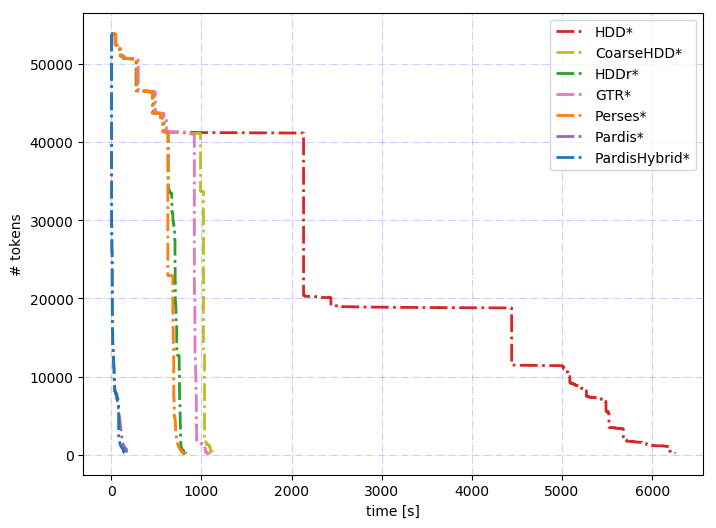 HDD*
CoarseHDD*
HDDr*
GTR*
Perses*
Pardis*
PardisHybrid*
50000
40000
30000
20000
10000
0
# tokens
0 1000 2000 3000 4000 5000 6000
time [s]